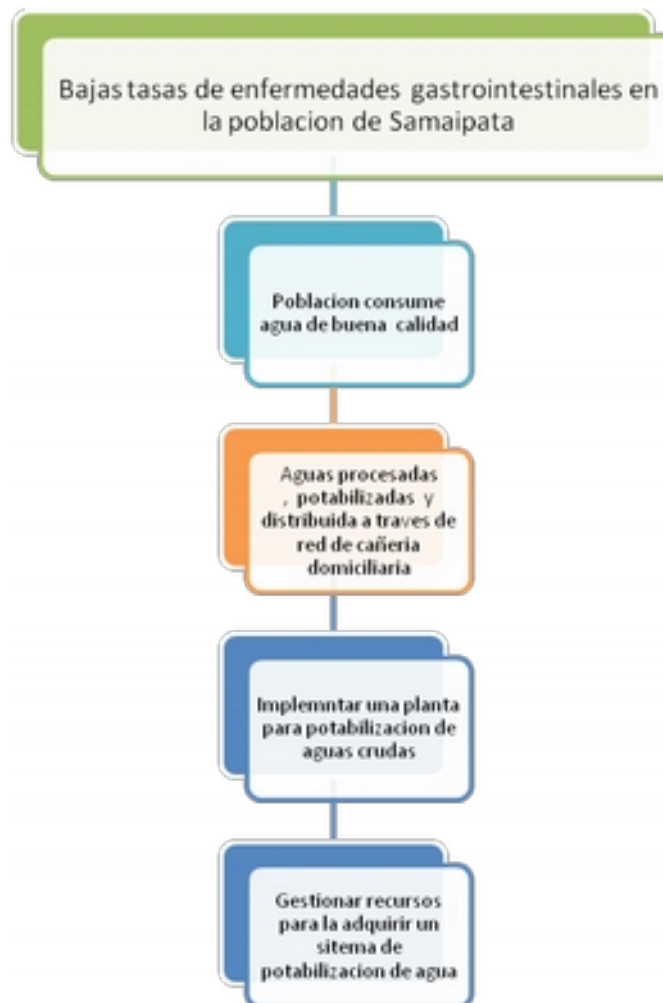 Bajas tasas de enfermedades gastrointestinales en
la poblacion de Samaipata
Poblacion consume
agua de buena calidad
Aguas procesadas
, potabilizadas y
distribuida a traves de
red de cañeria
domiciliaria
Implemntar una planta
para potabilizacion de
aguas crudas
Gestionar recursos
para la adquirir un
sitema de
potabilizacion de agua